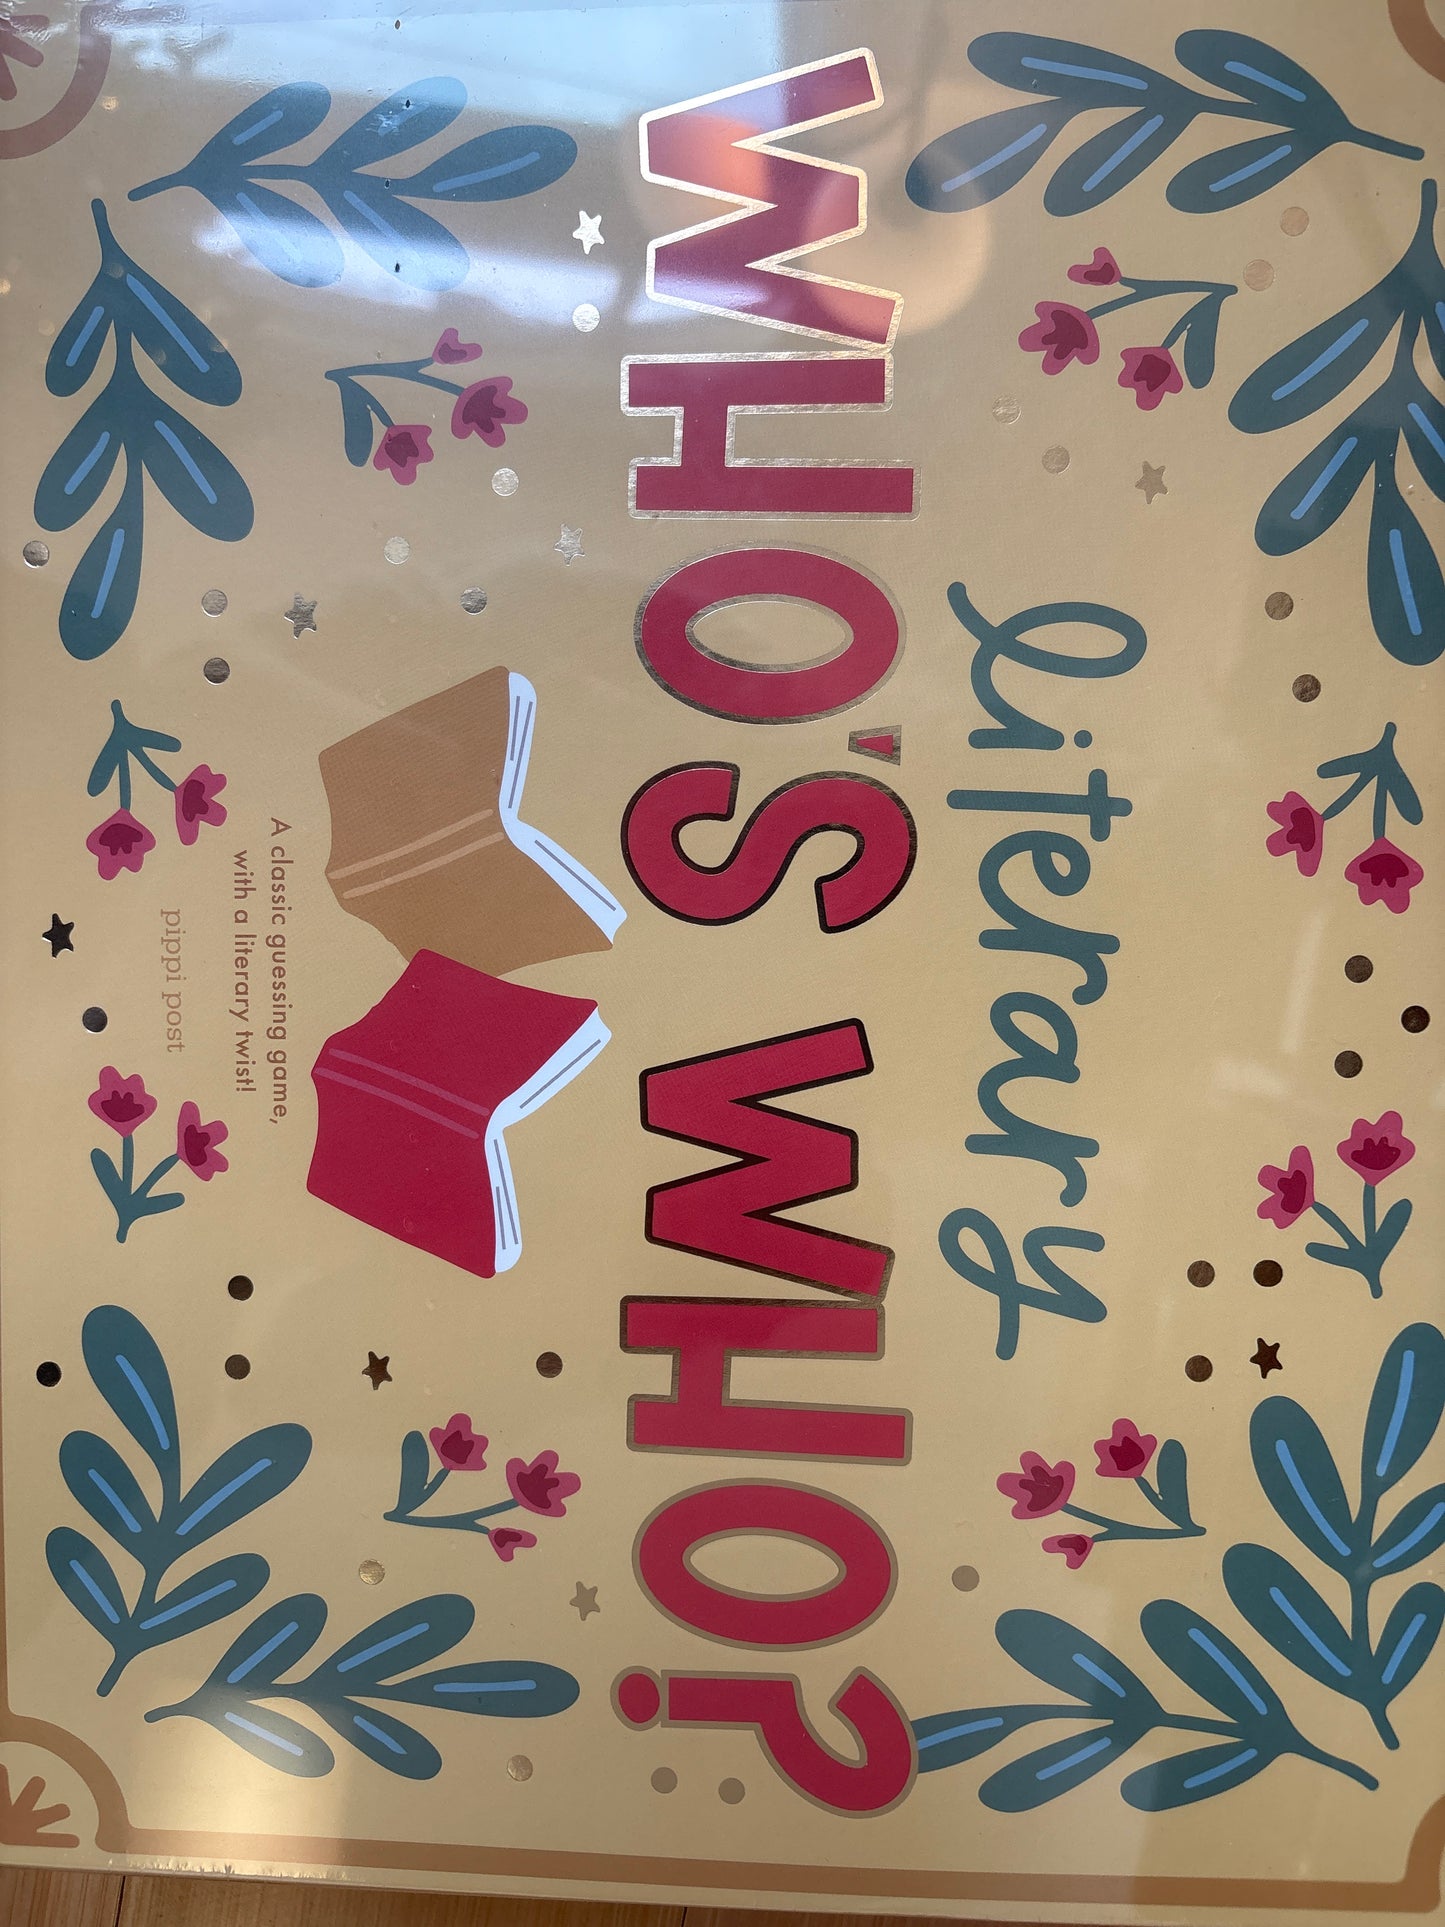 literary
WHO'S WHO?
A classic guessing game,
with a literary twist!
pippi post